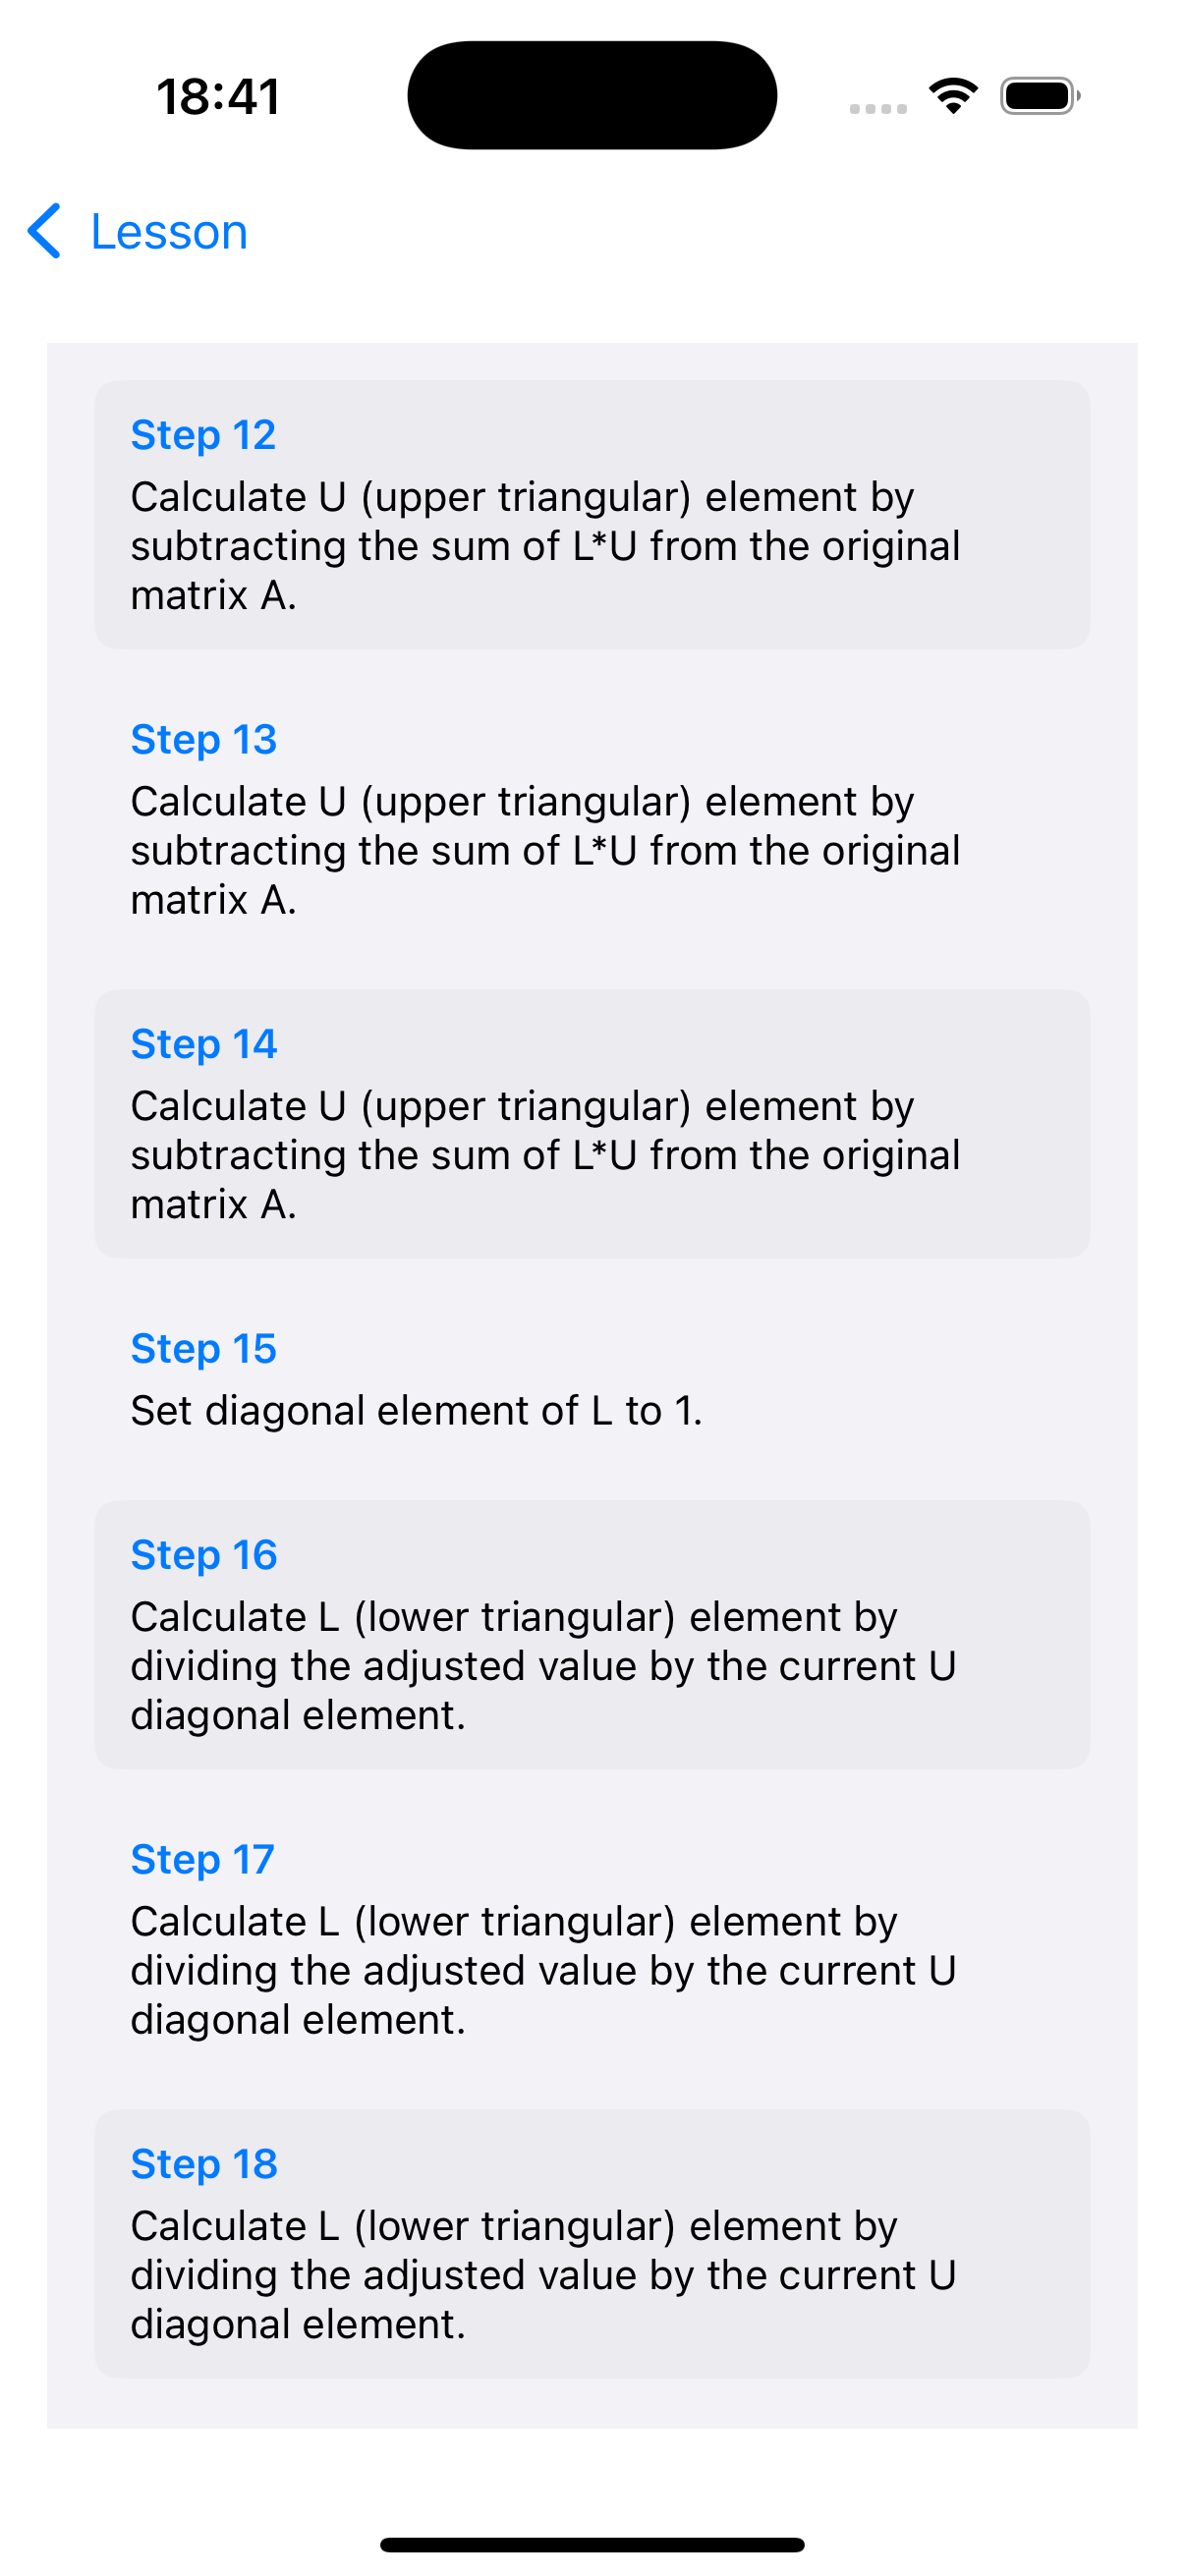 18:41
Lesson
Step 12
Calculate U (upper triangular) element by
subtracting the sum of L*U from the original
matrix A.
Step 13
Calculate U (upper triangular) element by
subtracting the sum of L*U from the original
matrix A.
Step 14
Calculate U (upper triangular) element by
subtracting the sum of L*U from the original
matrix A.
Step 15
Set diagonal element of L to 1.
Step 16
Calculate L (lower triangular) element by
dividing the adjusted value by the current U
diagonal element.
Step 17
Calculate L (lower triangular) element by
dividing the adjusted value by the current U
diagonal element.
Step 18
Calculate L (lower triangular) element by
dividing the adjusted value by the current U
diagonal element.